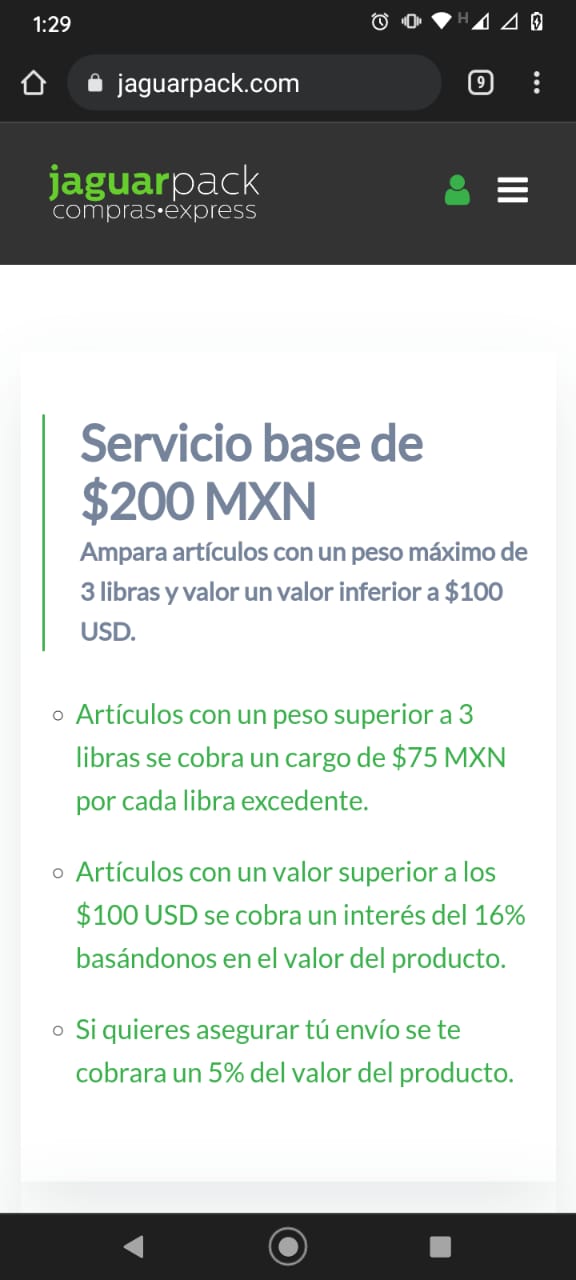 1:29
H
jaguarpack.com
9
jaguarpack
compras•express
Servicio base de
$200 MXN
Ampara artículos con un peso máximo de
3 libras y valor un valor inferior a $100
USD.
Artículos con un peso superior a 3
libras se cobra un cargo de $75 MXN
por cada libra excedente.
Artículos con un valor superior a los
$100 USD se cobra un interés del 16%
basándonos en el valor del producto.
Si quieres asegurar tú envío se te
cobrara un 5% del valor del producto.